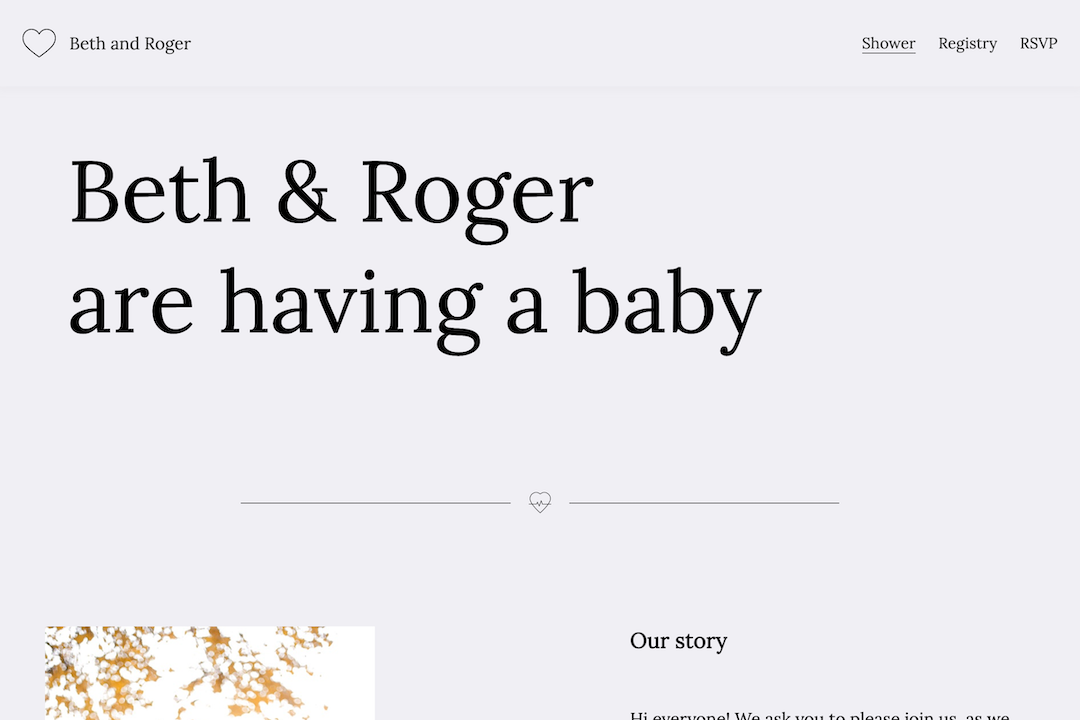 Beth and Roger
Shower Registry RSVP
Beth & Roger
are having a baby
Our story
Hi everyone! We ask you to please join us, as we